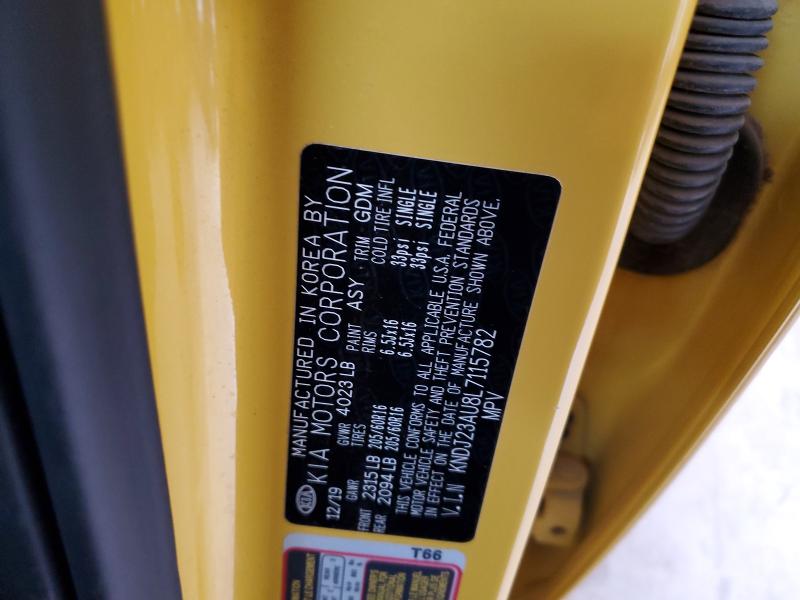 MANUFACTURED IN KOREA BY
KIA KIA MOTORS CORPORATION
12/19 GVWR 4023 LB PAINT ASY TRIM GDM
GAWR TIRES RIMS COLD TIRE INFL
FRONT 2315 LB 205/60R16 6.5Jx16 33psi SINGLE
REAR 2094 LB 205/60R16 6.5Jx16 33psi SINGLE
THIS VEHICLE CONFORMS TO ALL APPLICABLE U.S.A. FEDERAL
MOTOR VEHICLE SAFETY AND THEFT PREVENTION STANDARDS
IN EFFECT ON THE DATE OF MANUFACTURE SHOWN ABOVE.
V.I.N KNDJ23AU8L7115782
MPV
T66